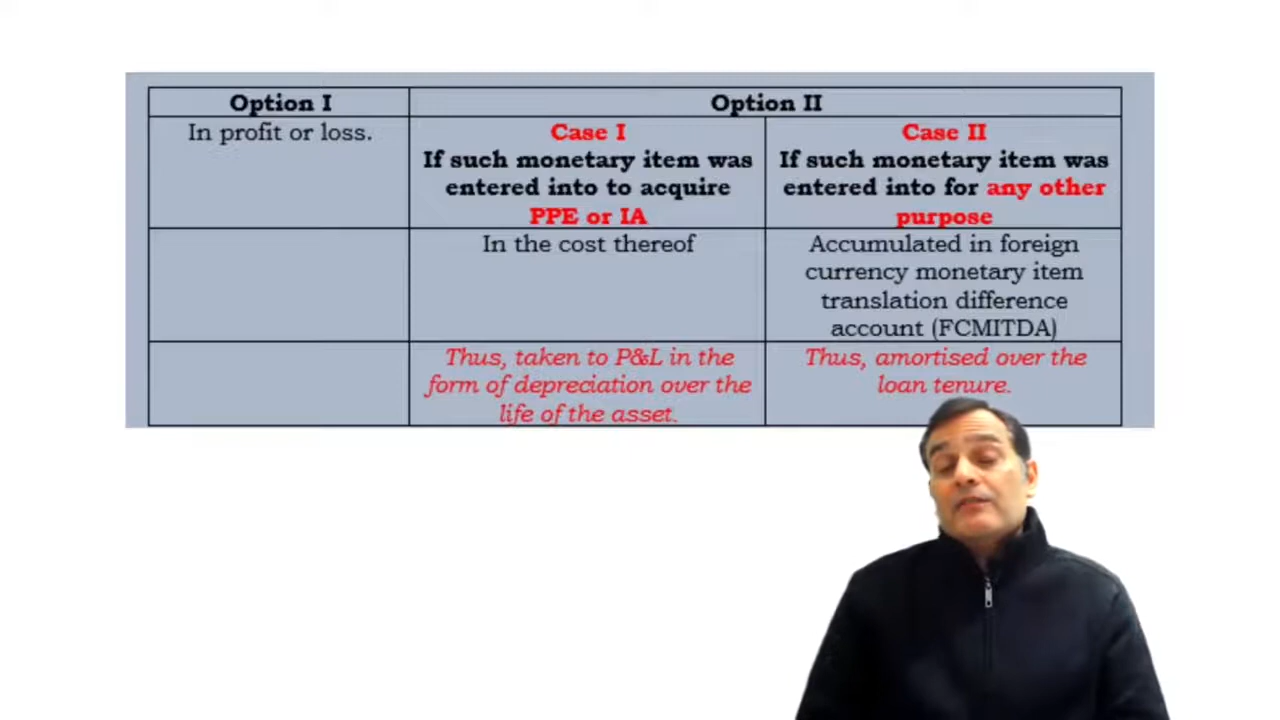 Option I
Option II
In profit or loss.
Case I
If such monetary item was
entered into to acquire
PPE or IA
Case II
If such monetary item was
entered into for any other
purpose
In the cost thereof
Accumulated in foreign
currency monetary item
translation difference
account (FCMITDA)
Thus, taken to P&L in the
form of depreciation over the
life of the asset.
Thus, amortised over the
loan tenure.